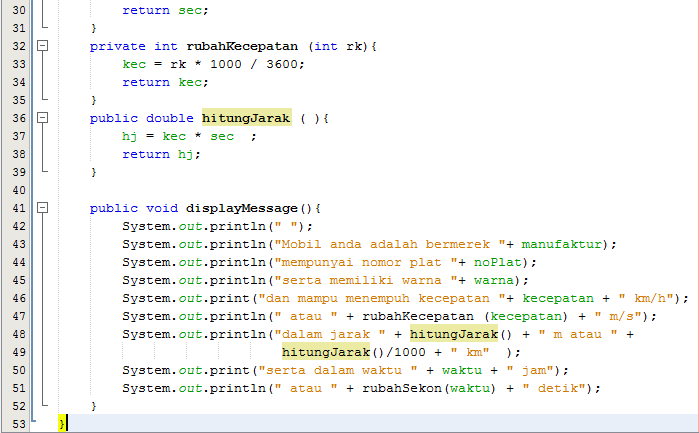 30 return sec;
31 }
32 private int rubahKecepatan (int rk){
33 kec = rk * 1000 / 3600;
34 return kec;
35 }
36 public double hitungJarak ( ){
37 hj = kec * sec  ;
38 return hj;
39 }
40
41 public void displayMessage(){
42 System.out.println(" ");
43 System.out.println("Mobil anda adalah bermerek "+ manufaktur);
44 System.out.println("mempunyai nomor plat "+ noPlat);
45 System.out.println("serta memiliki warna "+ warna);
46 System.out.print("dan mampu menempuh kecepatan "+ kecepatan + " km/h");
47 System.out.println(" atau " + rubahKecepatan (kecepatan) + " m/s");
48 System.out.println("dalam jarak " + hitungJarak() + " m atau " +
49 hitungJarak()/1000 + " km"  );
50 System.out.print("serta dalam waktu " + waktu + " jam");
51 System.out.println(" atau " + rubahSekon(waktu) + " detik");
52 }
53 }